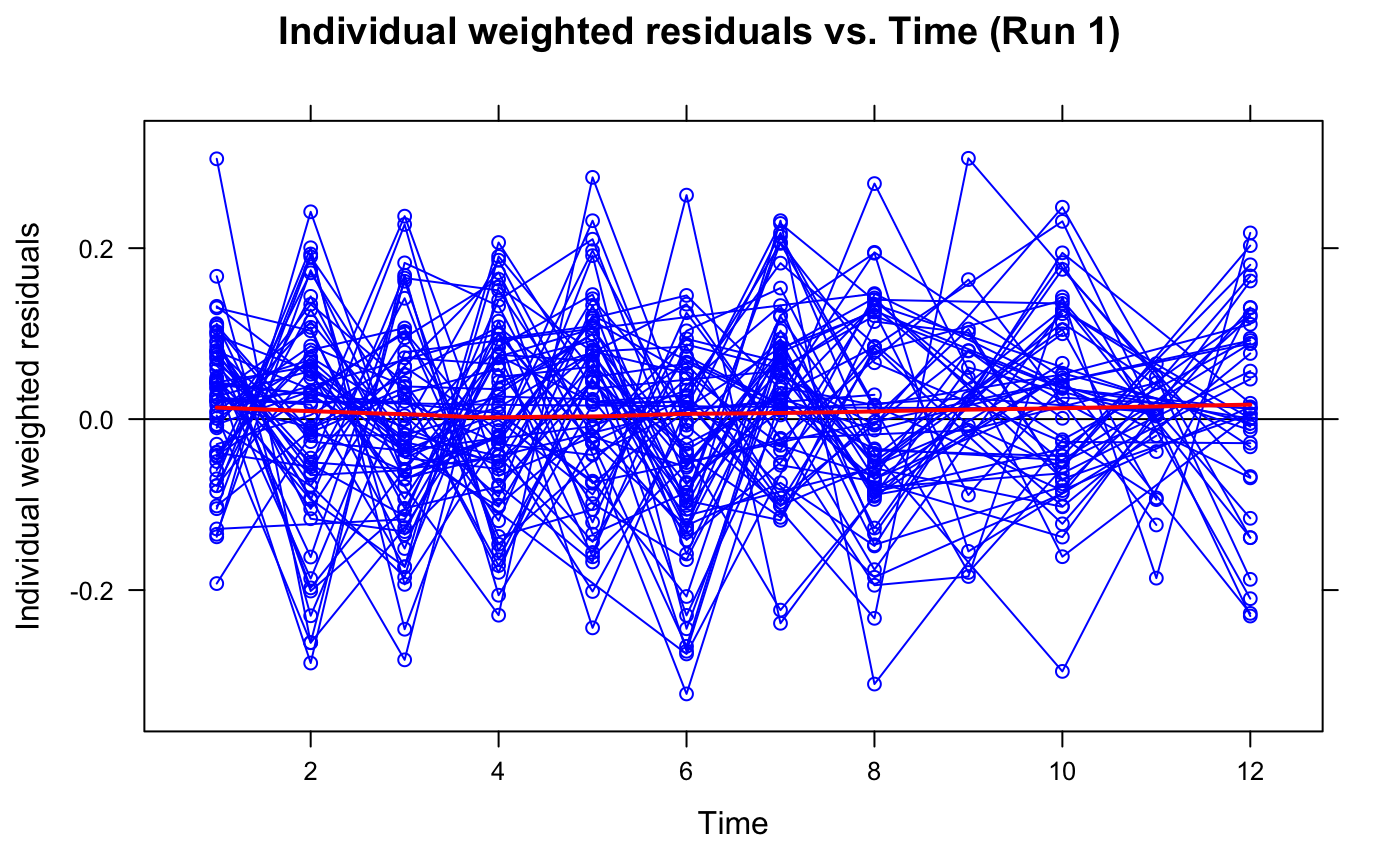 Individual weighted residuals vs. Time (Run 1)
Individual weighted residuals
0.2
0.0
-0.2
2 4 6 8 10 12
Time